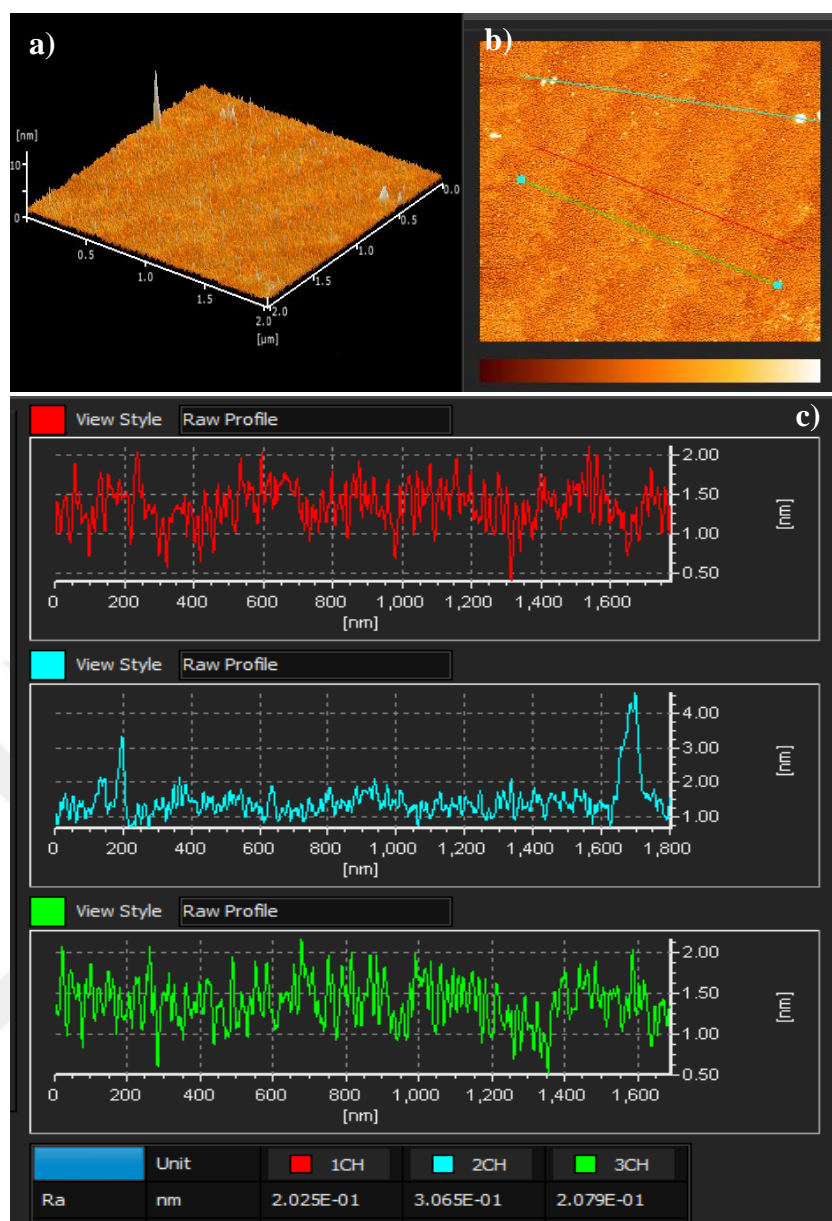 a)
[nm]
10
0
0.5
1.0
1.5
2.0
[µm]
2.0
1.5
1.0
0.5
0.0
b)
c)
View Style Raw Profile
2.00
1.50
1.00
0.50
[nm]
0 200 400 600 800 1,000 1,200 1,400 1,600
[nm]
View Style Raw Profile
4.00
3.00
2.00
1.00
[nm]
0 200 400 600 800 1,000 1,200 1,400 1,600 1,800
[nm]
View Style Raw Profile
2.00
1.50
1.00
0.50
[nm]
0 200 400 600 800 1,000 1,200 1,400 1,600
[nm]
Unit 1CH 2CH 3CH
Ra nm 2.025E-01 3.065E-01 2.079E-01